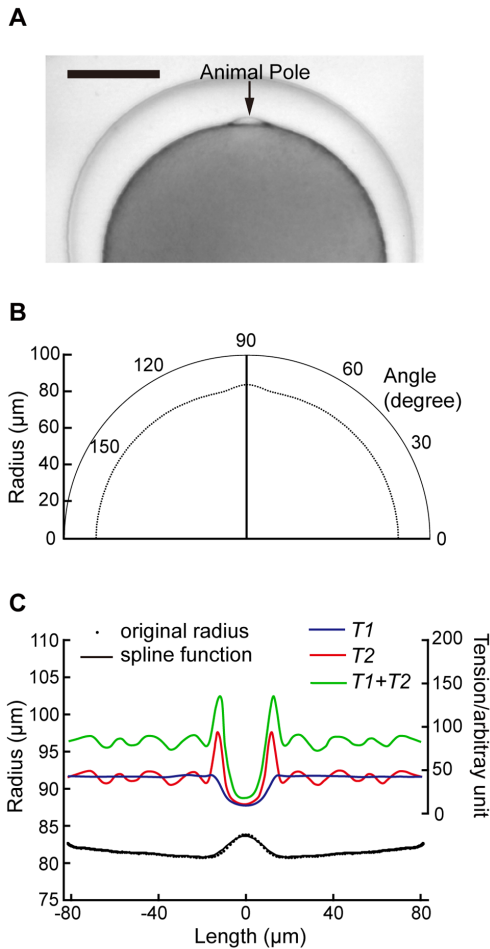 A
Animal Pole
B
90
100
120
60
80
Angle
(degree)
150
60
30
40
20
0
0
Radius (μm)
C
110
original radius
T1
200
105
spline function
T2
150
T1+T2
100
100
95
90
50
0
85
80
75
Radius (μm)
Tension/arbitray unit
-80
-40
0
40
80
Length (μm)